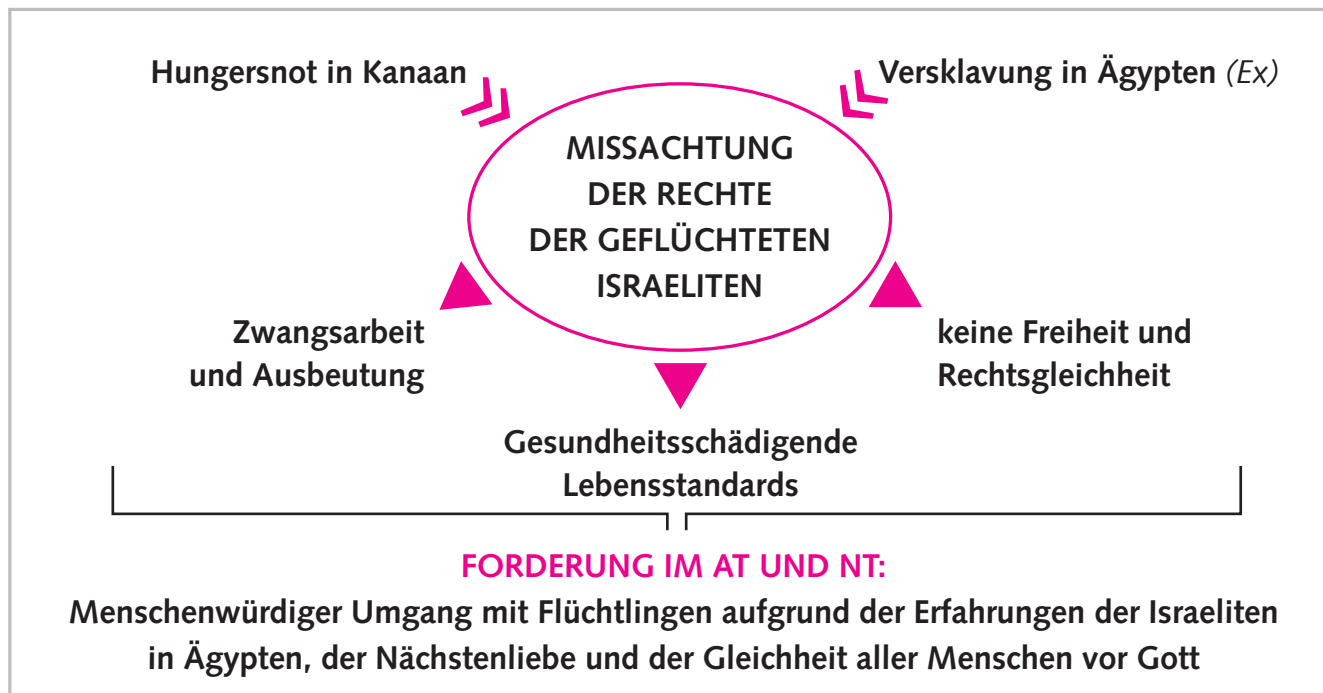 Hungersnot in Kanaan
Versklavung in Ägypten (Ex)
MISSACHTUNG
DER RECHTE
DER GEFLÜCHTETEN
ISRAELITEN
Zwangsarbeit
und Ausbeutung
keine Freiheit und
Rechtsgleichheit
Gesundheitsschädigende
Lebensstandards
FORDERUNG IM AT UND NT:
Menschenwürdiger Umgang mit Flüchtlingen aufgrund der Erfahrungen der Israeliten
in Ägypten, der Nächstenliebe und der Gleichheit aller Menschen vor Gott